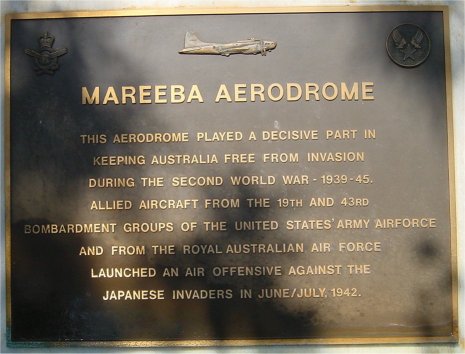 MAREEBA AERODROME
THIS AERODROME PLAYED A DECISIVE PART IN
KEEPING AUSTRALIA FREE FROM INVASION
DURING THE SECOND WORLD WAR - 1939-45.
ALLIED AIRCRAFT FROM THE 19TH AND 43RD
BOMBARDMENT GROUPS OF THE UNITED STATES' ARMY AIRFORCE
AND FROM THE ROYAL AUSTRALIAN AIR FORCE
LAUNCHED AN AIR OFFENSIVE AGAINST THE
JAPANESE INVADERS IN JUNE/JULY, 1942.